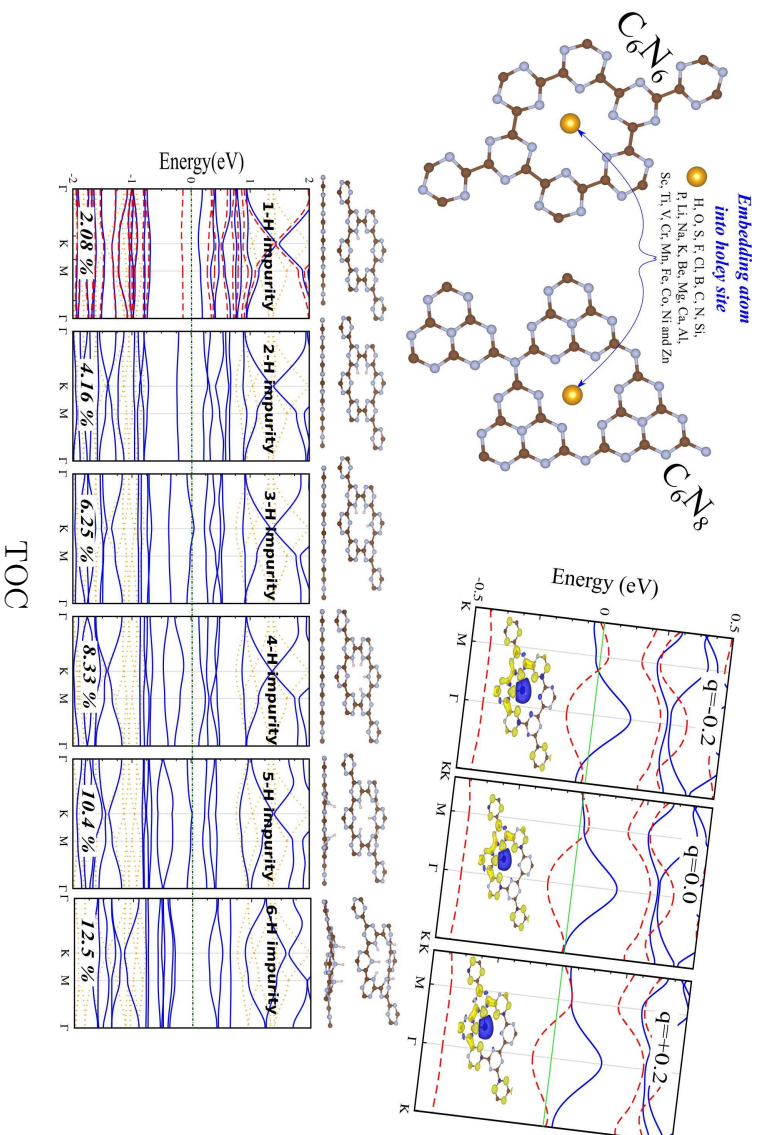 Embedding atom
into holey site
H, O, S, F, Cl, B, C, N, Si,
P, Li, Na, K, Be, Mg, Ca, Al,
Sc, Ti, V, Cr, Mn, Fe, Co, Ni and Zn
C₆N₆
C₆N₈
Energy (eV)
0.5
0
-0.5
q=-0.2
q=0.0
q=+0.2
K M Γ K
K M Γ K
K M Γ K
Energy(eV)
2
1
0
-1
-2
1-H impurity
2-H impurity
3-H impurity
4-H impurity
5-H impurity
6-H impurity
2.08 %
4.16 %
6.25 %
8.33 %
10.4 %
12.5 %
Γ K M Γ
Γ K M Γ
Γ K M Γ
Γ K M Γ
Γ K M Γ
Γ K M Γ
TOC